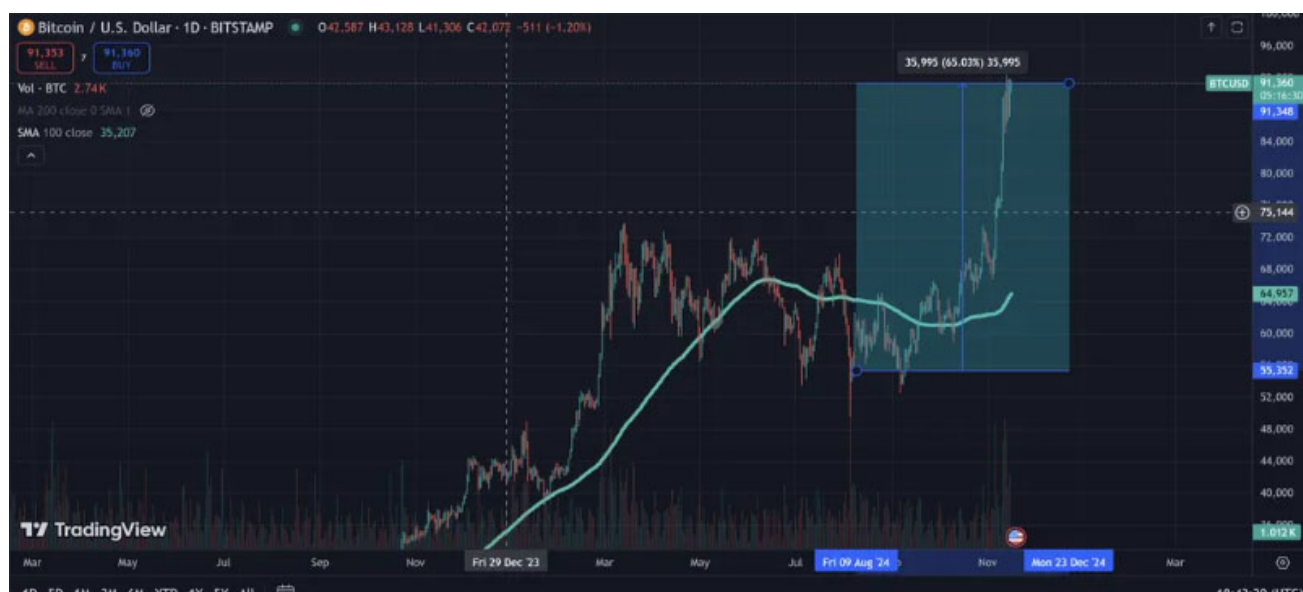 100,000
Bitcoin / U.S. Dollar · 1D · BITSTAMP O42,587 H43,128 L41,306 C42,072 −511 (−1.20%)
96,000
91,353 7 91,360
SELL BUY
35,995 (65.03%) 35,995
BTCUSD 91,360
05:16:30
Vol · BTC 2.74K
MA 200 close 0 SMA 1
91,348
SMA 100 close 35,207
84,000
80,000
75,144
72,000
68,000
64,957
60,000
55,352
52,000
48,000
44,000
40,000
TradingView
1.012K
Mar May Jul Sep Nov Fri 29 Dec '23 Mar May Jul Fri 09 Aug '24 Nov Mon 23 Dec '24 Mar